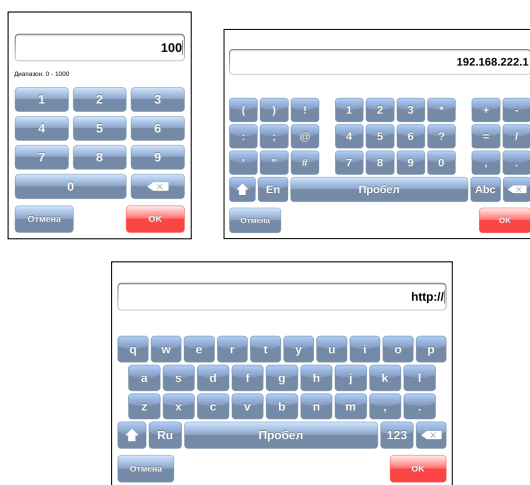 100
Диапазон: 0 - 1000
1 2 3
4 5 6
7 8 9
0
Отмена OK
192.168.222.1
( ) ! 1 2 3 * + -
: ; @ 4 5 6 ? = /
' " # 7 8 9 0 , .
En Пробел Abc
Отмена OK
http://
q w e r t y u i o p
a s d f g h j k l
z x c v b n m , .
Ru Пробел 123
Отмена OK